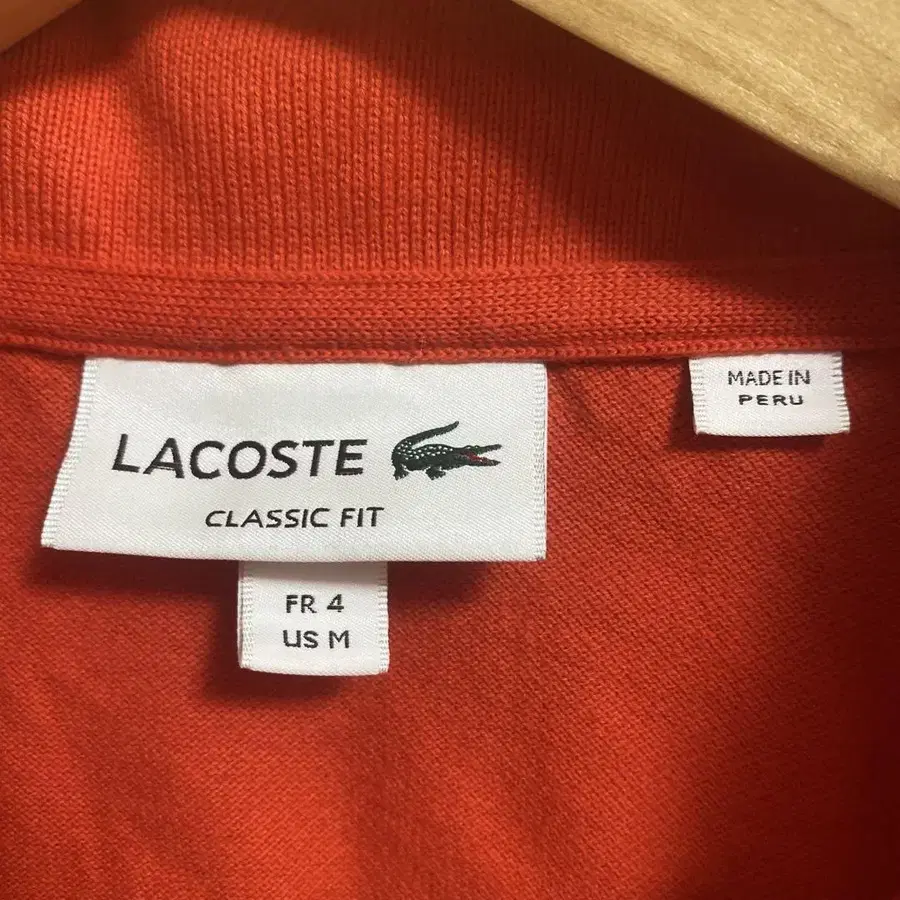 LACOSTE
CLASSIC FIT
FR 4
US M
MADE IN
PERU